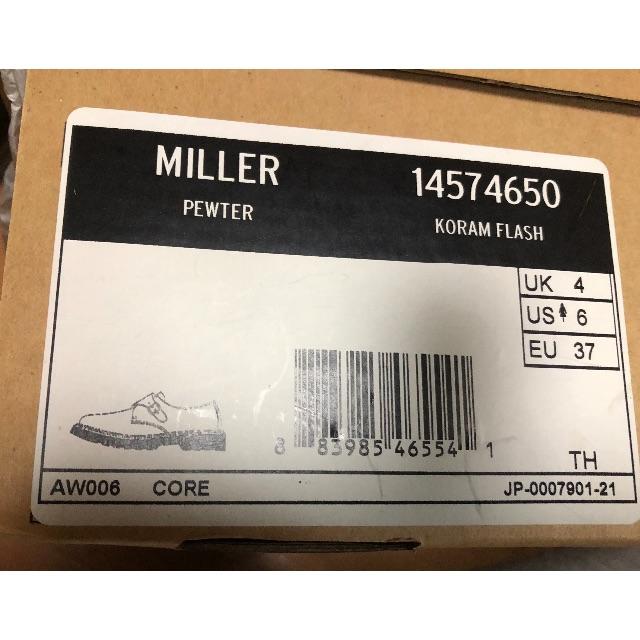 MILLER
14574650
PEWTER
KORAM FLASH
UK 4
US 6
EU 37
8 83985 46554 1
TH
AW006 CORE
JP-0007901-21